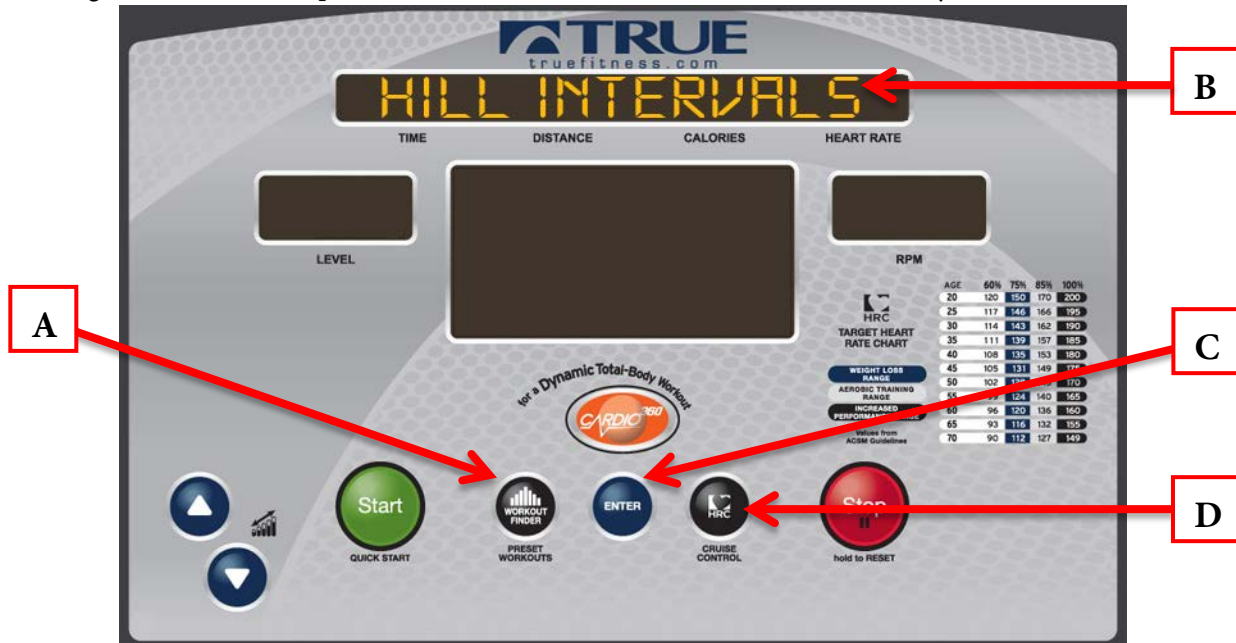 TRUE
truefitness.com
B
HILL INTERVALS
TIME DISTANCE CALORIES HEART RATE
LEVEL
RPM
A
C
HRC
TARGET HEART
RATE CHART
WEIGHT LOSS
RANGE
AEROBIC TRAINING
RANGE
INCREASED
Values from
ACSM Guidelines
AGE 60% 75% 85% 100%
20 120 150 170 200
25 117 146 166 195
30 114 143 162 190
35 111 139 157 185
40 108 135 153 180
45 105 131 149
50 102 170
55 124 140 165
60 96 120 136 160
65 93 116 132 155
70 90 112 127 149
for a Dynamic Total-Body Workout
CARDIO 360
Start
QUICK START
WORKOUT
FINDER
PRESET
WORKOUTS
ENTER
HRC
CRUISE
CONTROL
Stop
hold to RESET
D